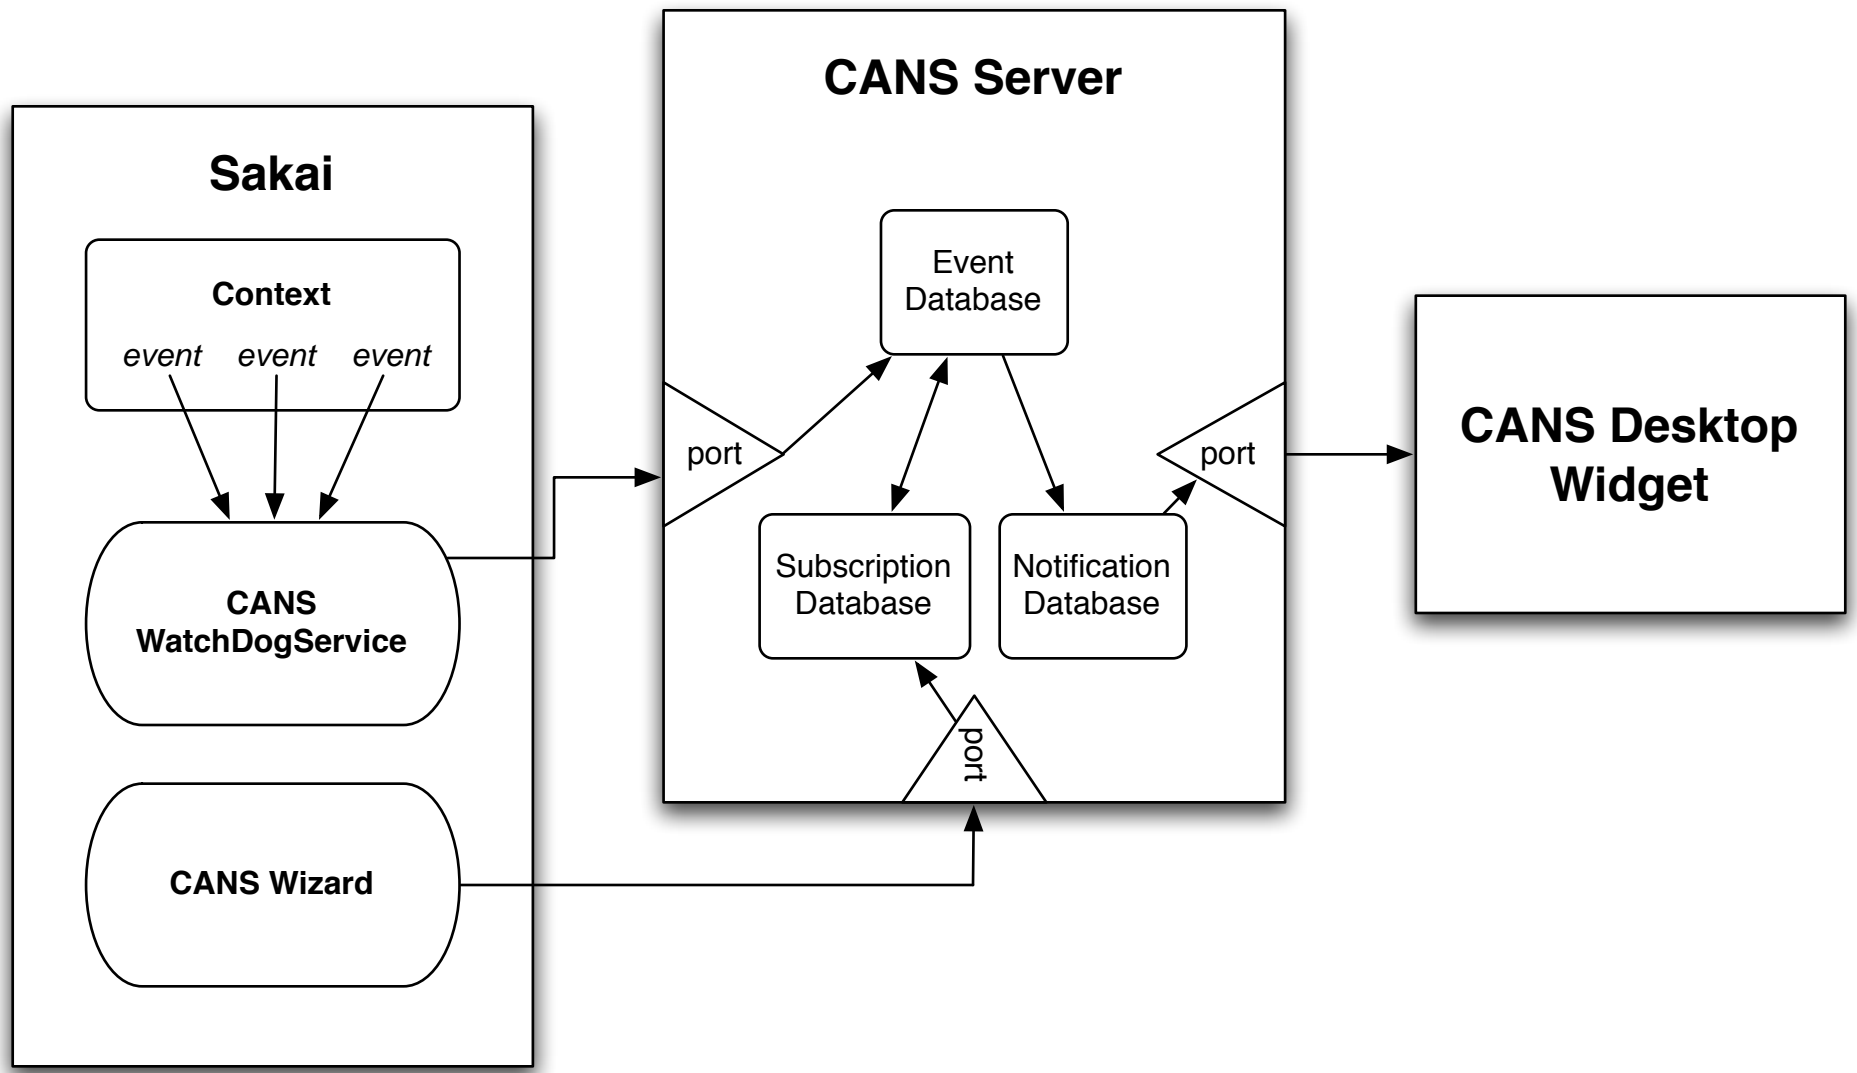 Sakai
Context
event event event
CANS
WatchDogService
CANS Wizard
CANS Server
Event
Database
port
port
Subscription
Database
Notification
Database
port
CANS Desktop
Widget